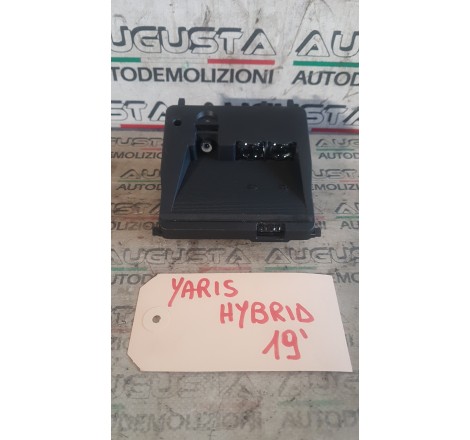 AUGUSTA
AUTODEMOLIZIONI
YARIS
HYBRID
19'